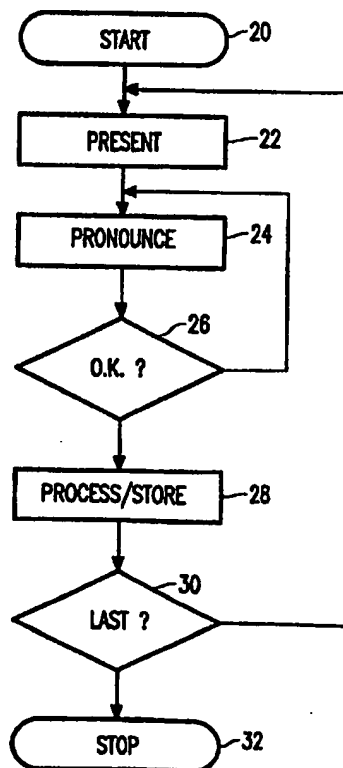 START 20
PRESENT 22
PRONOUNCE 24
26
O.K. ?
PROCESS/STORE 28
30
LAST ?
STOP 32